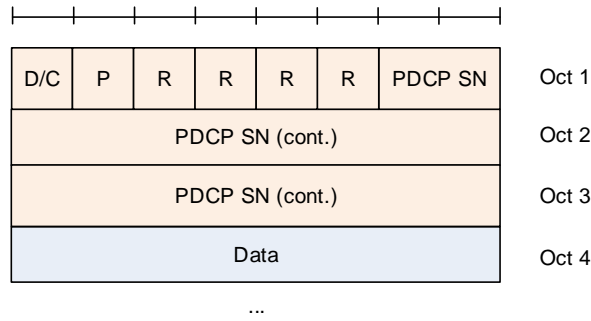 D/C P R R R R PDCP SN Oct 1
PDCP SN (cont.) Oct 2
PDCP SN (cont.) Oct 3
Data Oct 4
...